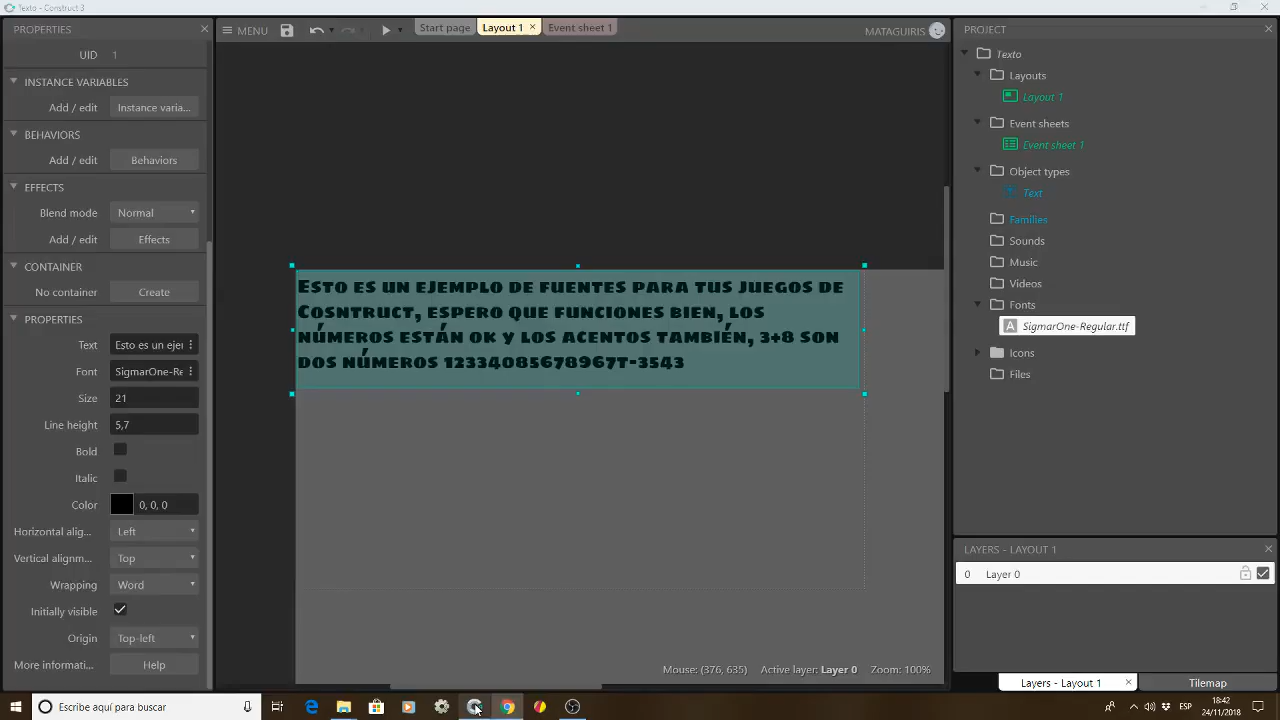 Texto - Construct 3
PROPERTIES
MENU
Start page
Layout 1
Event sheet 1
MATAGUIRIS
PROJECT
UID 1
INSTANCE VARIABLES
Add / edit Instance varia...
BEHAVIORS
Add / edit Behaviors
EFFECTS
Blend mode Normal
Add / edit Effects
CONTAINER
No container Create
PROPERTIES
Text Esto es un ejer
Font SigmarOne-Re
Size 21
Line height 5,7
Bold
Italic
Color 0, 0, 0
Horizontal alig... Left
Vertical alignm... Top
Wrapping Word
Initially visible
Origin Top-left
More informati... Help
Esto es un ejemplo de fuentes para tus juegos de
Cosntruct, espero que funciones bien, los
números están ok y los acentos también, 3+8 son
dos números 12334085678967t-3543
Mouse: (376, 635) Active layer: Layer 0 Zoom: 100%
Texto
Layouts
Layout 1
Event sheets
Event sheet 1
Object types
Text
Families
Sounds
Music
Videos
Fonts
A SigmarOne-Regular.ttf
Icons
Files
LAYERS - LAYOUT 1
0 Layer 0
Layers - Layout 1
Tilemap
Escribe aquí para buscar
ESP
18:42
24/11/2018